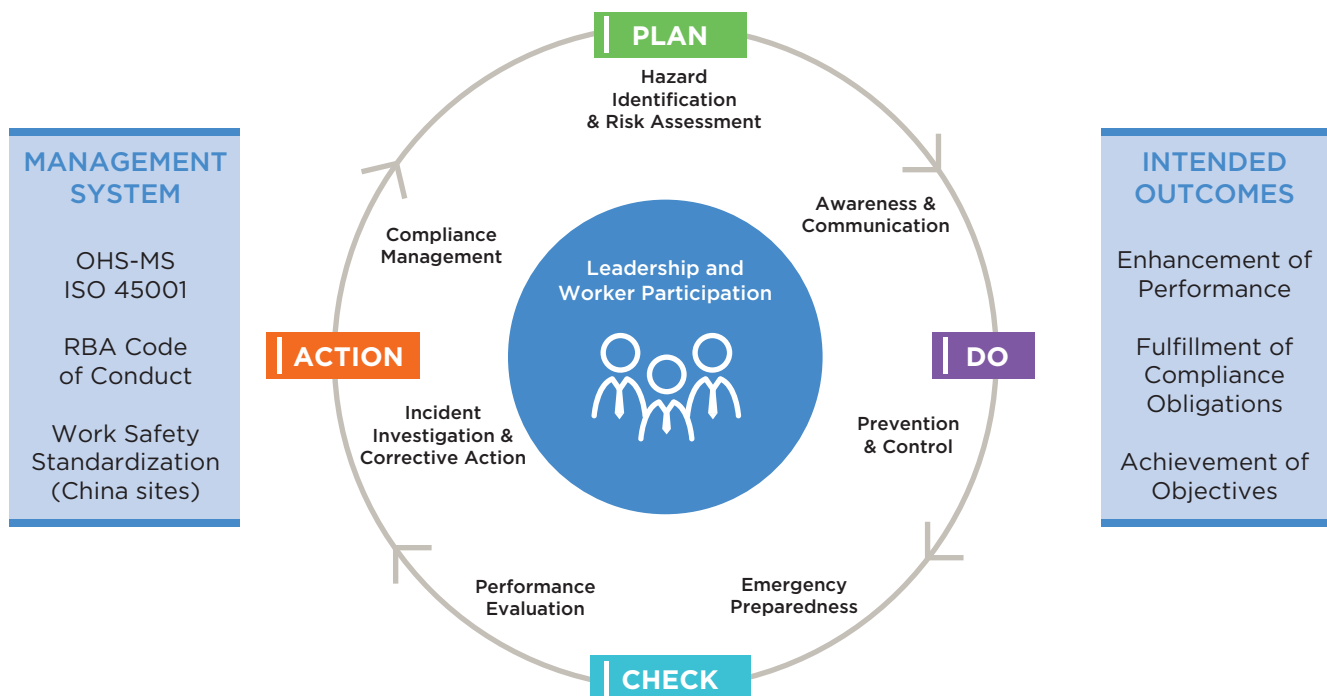 PLAN
Hazard
Identification
& Risk Assessment
MANAGEMENT
SYSTEM
OHS-MS
ISO 45001
RBA Code
of Conduct
Work Safety
Standardization
(China sites)
Compliance
Management
Awareness &
Communication
Leadership and
Worker Participation
ACTION
DO
Incident
Investigation &
Corrective Action
Prevention
& Control
Performance
Evaluation
Emergency
Preparedness
CHECK
INTENDED
OUTCOMES
Enhancement of
Performance
Fulfillment of
Compliance
Obligations
Achievement of
Objectives